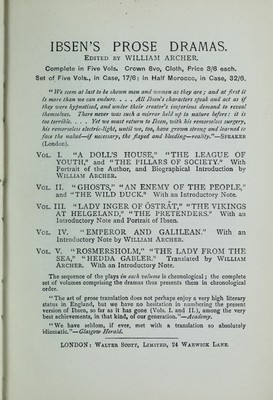 IBSEN'S PROSE DRAMAS.
EDITED BY WILLIAM ARCHER.
Complete in Five Vols. Crown 8vo, Cloth, Price 3/6 each.
Set of Five Vols., in Case, 17/6; in Half Morocco, in Case, 32/6.
"We seem at last to be shown men and women as they are; and at first it
is more than we can endure. . . . All Ibsen's characters speak and act as if
they were hypnotised, and under their creator's imperious demand to reveal
themselves. There never was such a mirror held up to nature before: it is
too terrible. . . . Yet we must return to Ibsen, with his remorseless surgery,
his remorseless electric-light, until we, too, have grown strong and learned to
face the naked—if necessary, the flayed and bleeding—reality."—SPEAKER
(London).
VOL. I. "A DOLL'S HOUSE," "THE LEAGUE OF
YOUTH," and "THE PILLARS OF SOCIETY." With
Portrait of the Author, and Biographical Introduction by
WILLIAM ARCHER.
VOL. II. "GHOSTS," "AN ENEMY OF THE PEOPLE,"
and "THE WILD DUCK." With an Introductory Note.
VOL. III. "LADY INGER OF ÖSTRÅT," "THE VIKINGS
AT HELGELAND," "THE PRETENDERS." With an
Introductory Note and Portrait of Ibsen.
VOL. IV. "EMPEROR AND GALILEAN." With an
Introductory Note by WILLIAM ARCHER.
VOL. V. "ROSMERSHOLM," "THE LADY FROM THE
SEA," "HEDDA GABLER." Translated by WILLIAM
ARCHER. With an Introductory Note.
The sequence of the plays in each volume is chronological; the complete
set of volumes comprising the dramas thus presents them in chronological
order.
"The art of prose translation does not perhaps enjoy a very high literary
status in England, but we have no hesitation in numbering the present
version of Ibsen, so far as it has gone (Vols. I. and II.), among the very
best achievements, in that kind, of our generation."—Academy.
"We have seldom, if ever, met with a translation so absolutely
idiomatic."—Glasgow Herald.
LONDON: WALTER SCOTT, LIMITED, 24 WARWICK LANE.